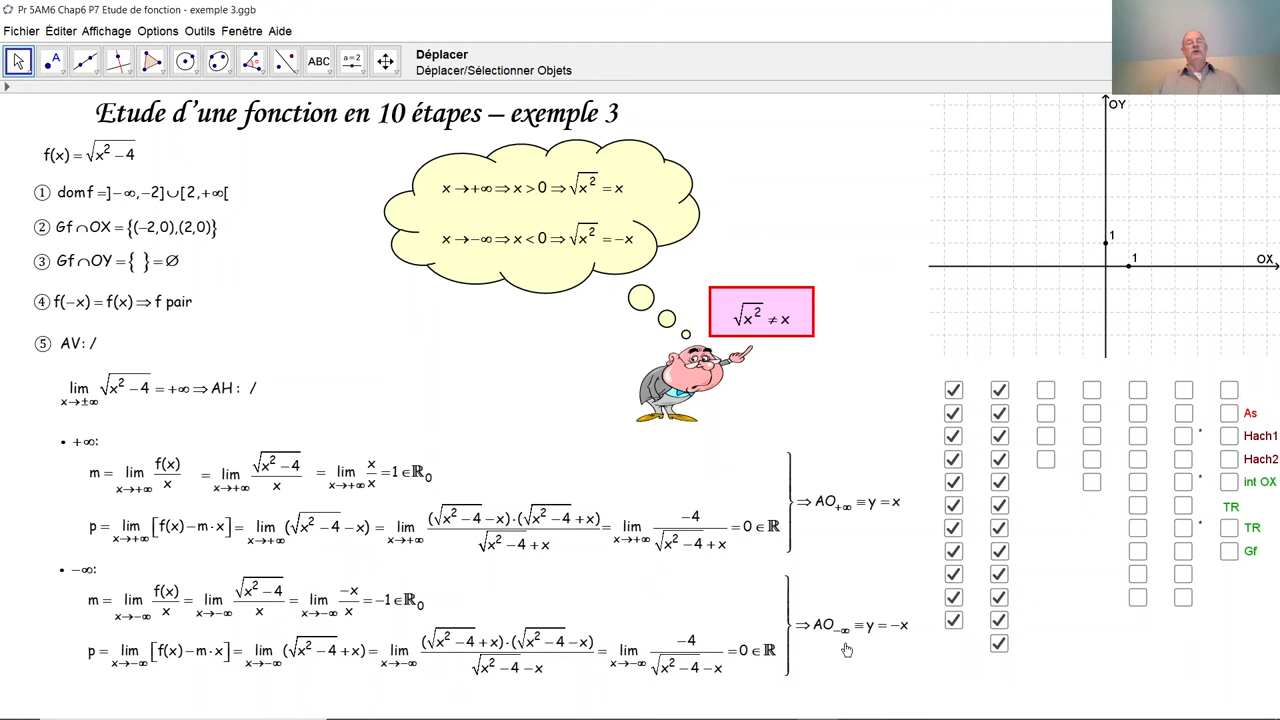 Pr 5AM6 Chap6 P7 Etude de fonction - exemple 3.ggb
Fichier Éditer Affichage Options Outils Fenêtre Aide
A ABC a=2
Déplacer
Déplacer/Sélectionner Objets
Etude d'une fonction en 10 étapes – exemple 3
f(x) = √(x² − 4)
① dom f = ]−∞, −2] ∪ [2, +∞[
② Gf ∩ OX = {(−2,0),(2,0)}
③ Gf ∩ OY = { } = Ø
④ f(−x) = f(x) ⇒ f pair
⑤ AV: /
lim x→±∞ √(x² − 4) = +∞ ⇒ AH : /
x → +∞ ⇒ x > 0 ⇒ √x² = x
x → −∞ ⇒ x < 0 ⇒ √x² = −x
√x² ≠ x
• +∞:
m = lim x→+∞ f(x)/x = lim x→+∞ √(x² − 4)/x = lim x→+∞ x/x = 1 ∈ ℝ₀
p = lim x→+∞ [f(x) − m·x] = lim x→+∞ (√(x² − 4) − x) = lim x→+∞ (√(x² − 4) − x)·(√(x² − 4) + x)/(√(x² − 4) + x) = lim x→+∞ −4/(√(x² − 4) + x) = 0 ∈ ℝ
⇒ AO+∞ ≡ y = x
• −∞:
m = lim x→−∞ f(x)/x = lim x→−∞ √(x² − 4)/x = lim x→−∞ −x/x = −1 ∈ ℝ₀
p = lim x→−∞ [f(x) − m·x] = lim x→−∞ (√(x² − 4) + x) = lim x→−∞ (√(x² − 4) + x)·(√(x² − 4) − x)/(√(x² − 4) − x) = lim x→−∞ −4/(√(x² − 4) − x) = 0 ∈ ℝ
⇒ AO−∞ ≡ y = −x
OY
1
1
OX
As
* Hach1
Hach2
* int OX
TR
* TR
Gf